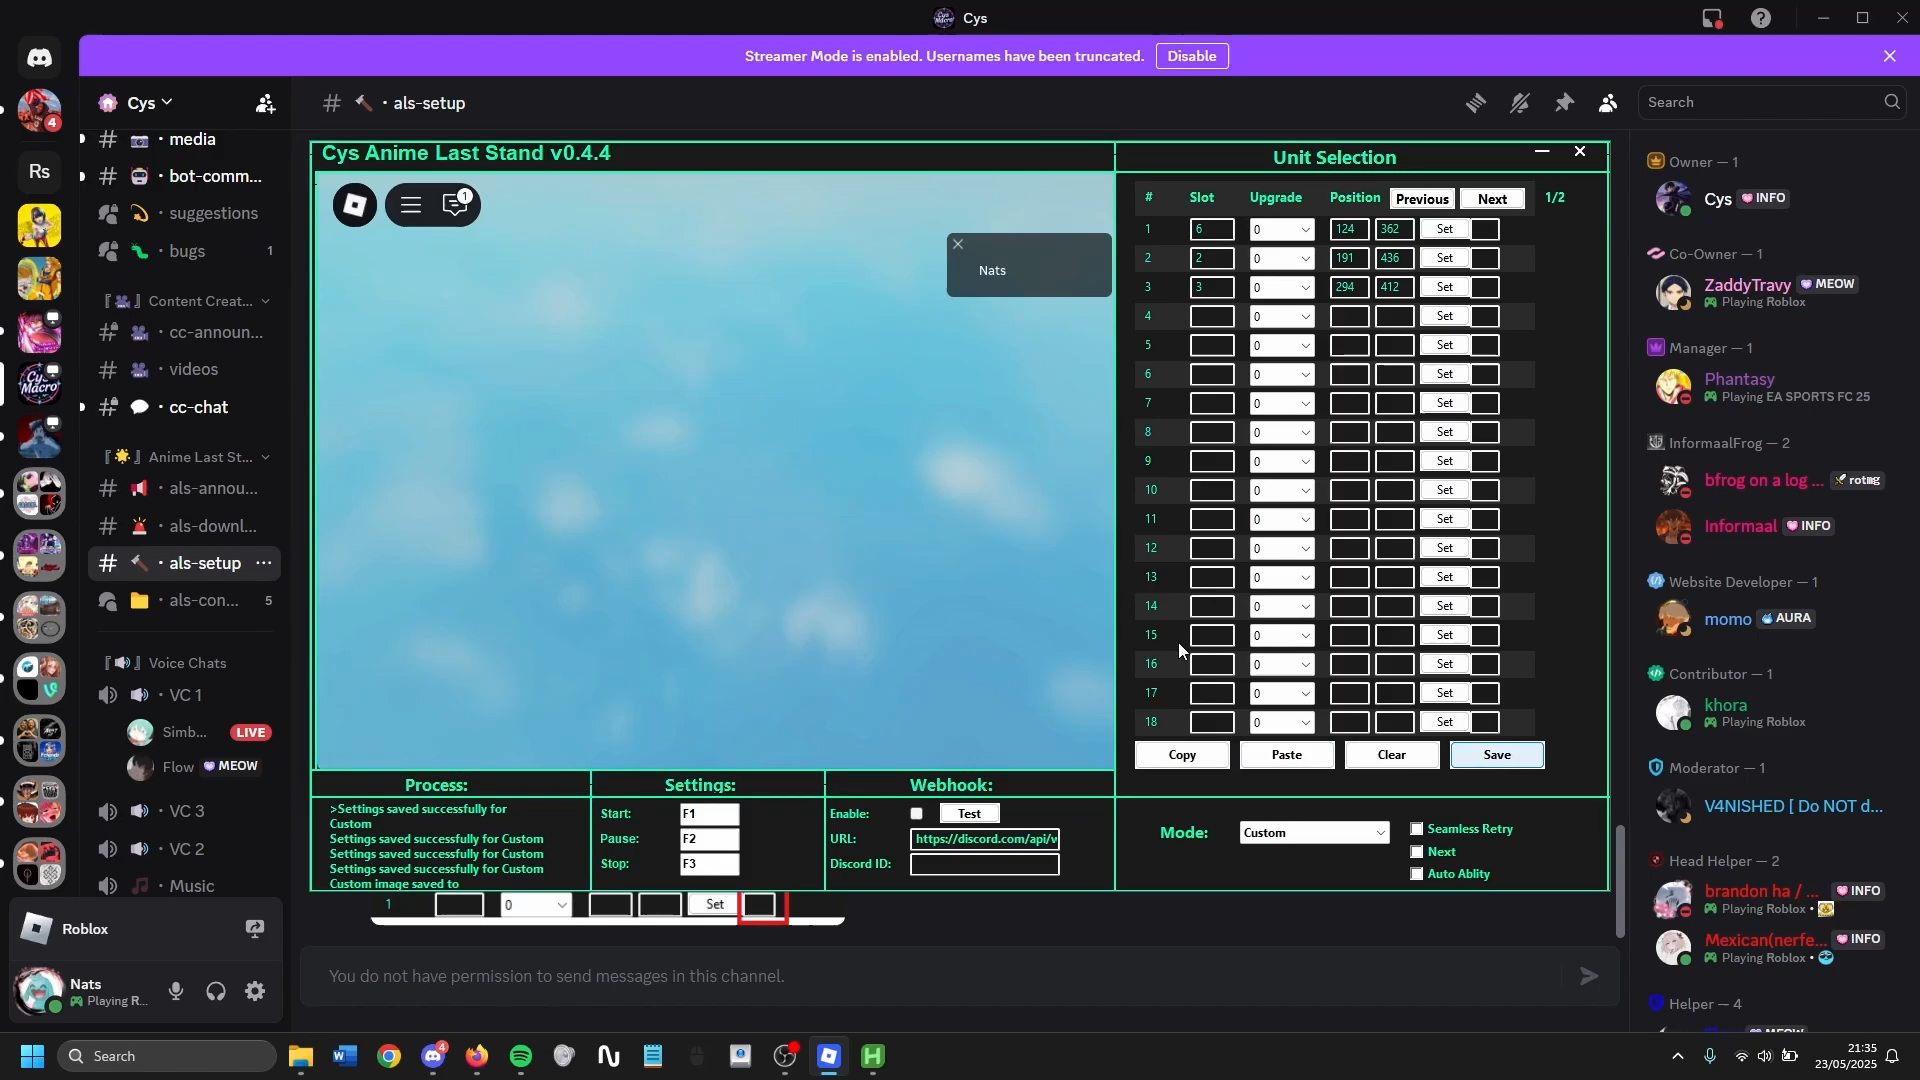 Cys
Streamer Mode is enabled. Usernames have been truncated.
Disable
Cys
als-setup
Search
4
Rs
4
media
bot-comm...
suggestions
bugs
1
Content Creat...
cc-announ...
videos
cc-chat
Anime Last St...
als-annou...
als-downl...
als-setup
als-con...
5
Voice Chats
VC 1
Simb...
LIVE
Flow
MEOW
VC 3
VC 2
Music
Roblox
Nats
Playing R...
Cys Anime Last Stand v0.4.4
1
Nats
Unit Selection
# Slot Upgrade Position Previous Next 1/2
1 6 0 124 362 Set
2 2 0 191 436 Set
3 3 0 294 412 Set
4 0 Set
5 0 Set
6 0 Set
7 0 Set
8 0 Set
9 0 Set
10 0 Set
11 0 Set
12 0 Set
13 0 Set
14 0 Set
15 0 Set
16 0 Set
17 0 Set
18 0 Set
Copy Paste Clear Save
Process:
>Settings saved successfully for
Custom
Settings saved successfully for Custom
Settings saved successfully for Custom
Settings saved successfully for Custom
Custom image saved to
Settings:
Start: F1
Pause: F2
Stop: F3
Webhook:
Enable: Test
URL: https://discord.com/api/v
Discord ID:
Mode: Custom
Seamless Retry
Next
Auto Ablity
1 0 Set
You do not have permission to send messages in this channel.
Owner — 1
Cys INFO
Co-Owner — 1
ZaddyTravy MEOW
Playing Roblox
Manager — 1
Phantasy
Playing EA SPORTS FC 25
InformaalFrog — 2
bfrog on a log ... rotmg
Informaal INFO
Website Developer — 1
momo AURA
Contributor — 1
khora
Playing Roblox
Moderator — 1
V4NISHED [ Do NOT d...
Head Helper — 2
brandon ha / ... INFO
Playing Roblox •
Mexican(nerfe... INFO
Playing Roblox •
Helper — 4
Search
4
21:35
23/05/2025